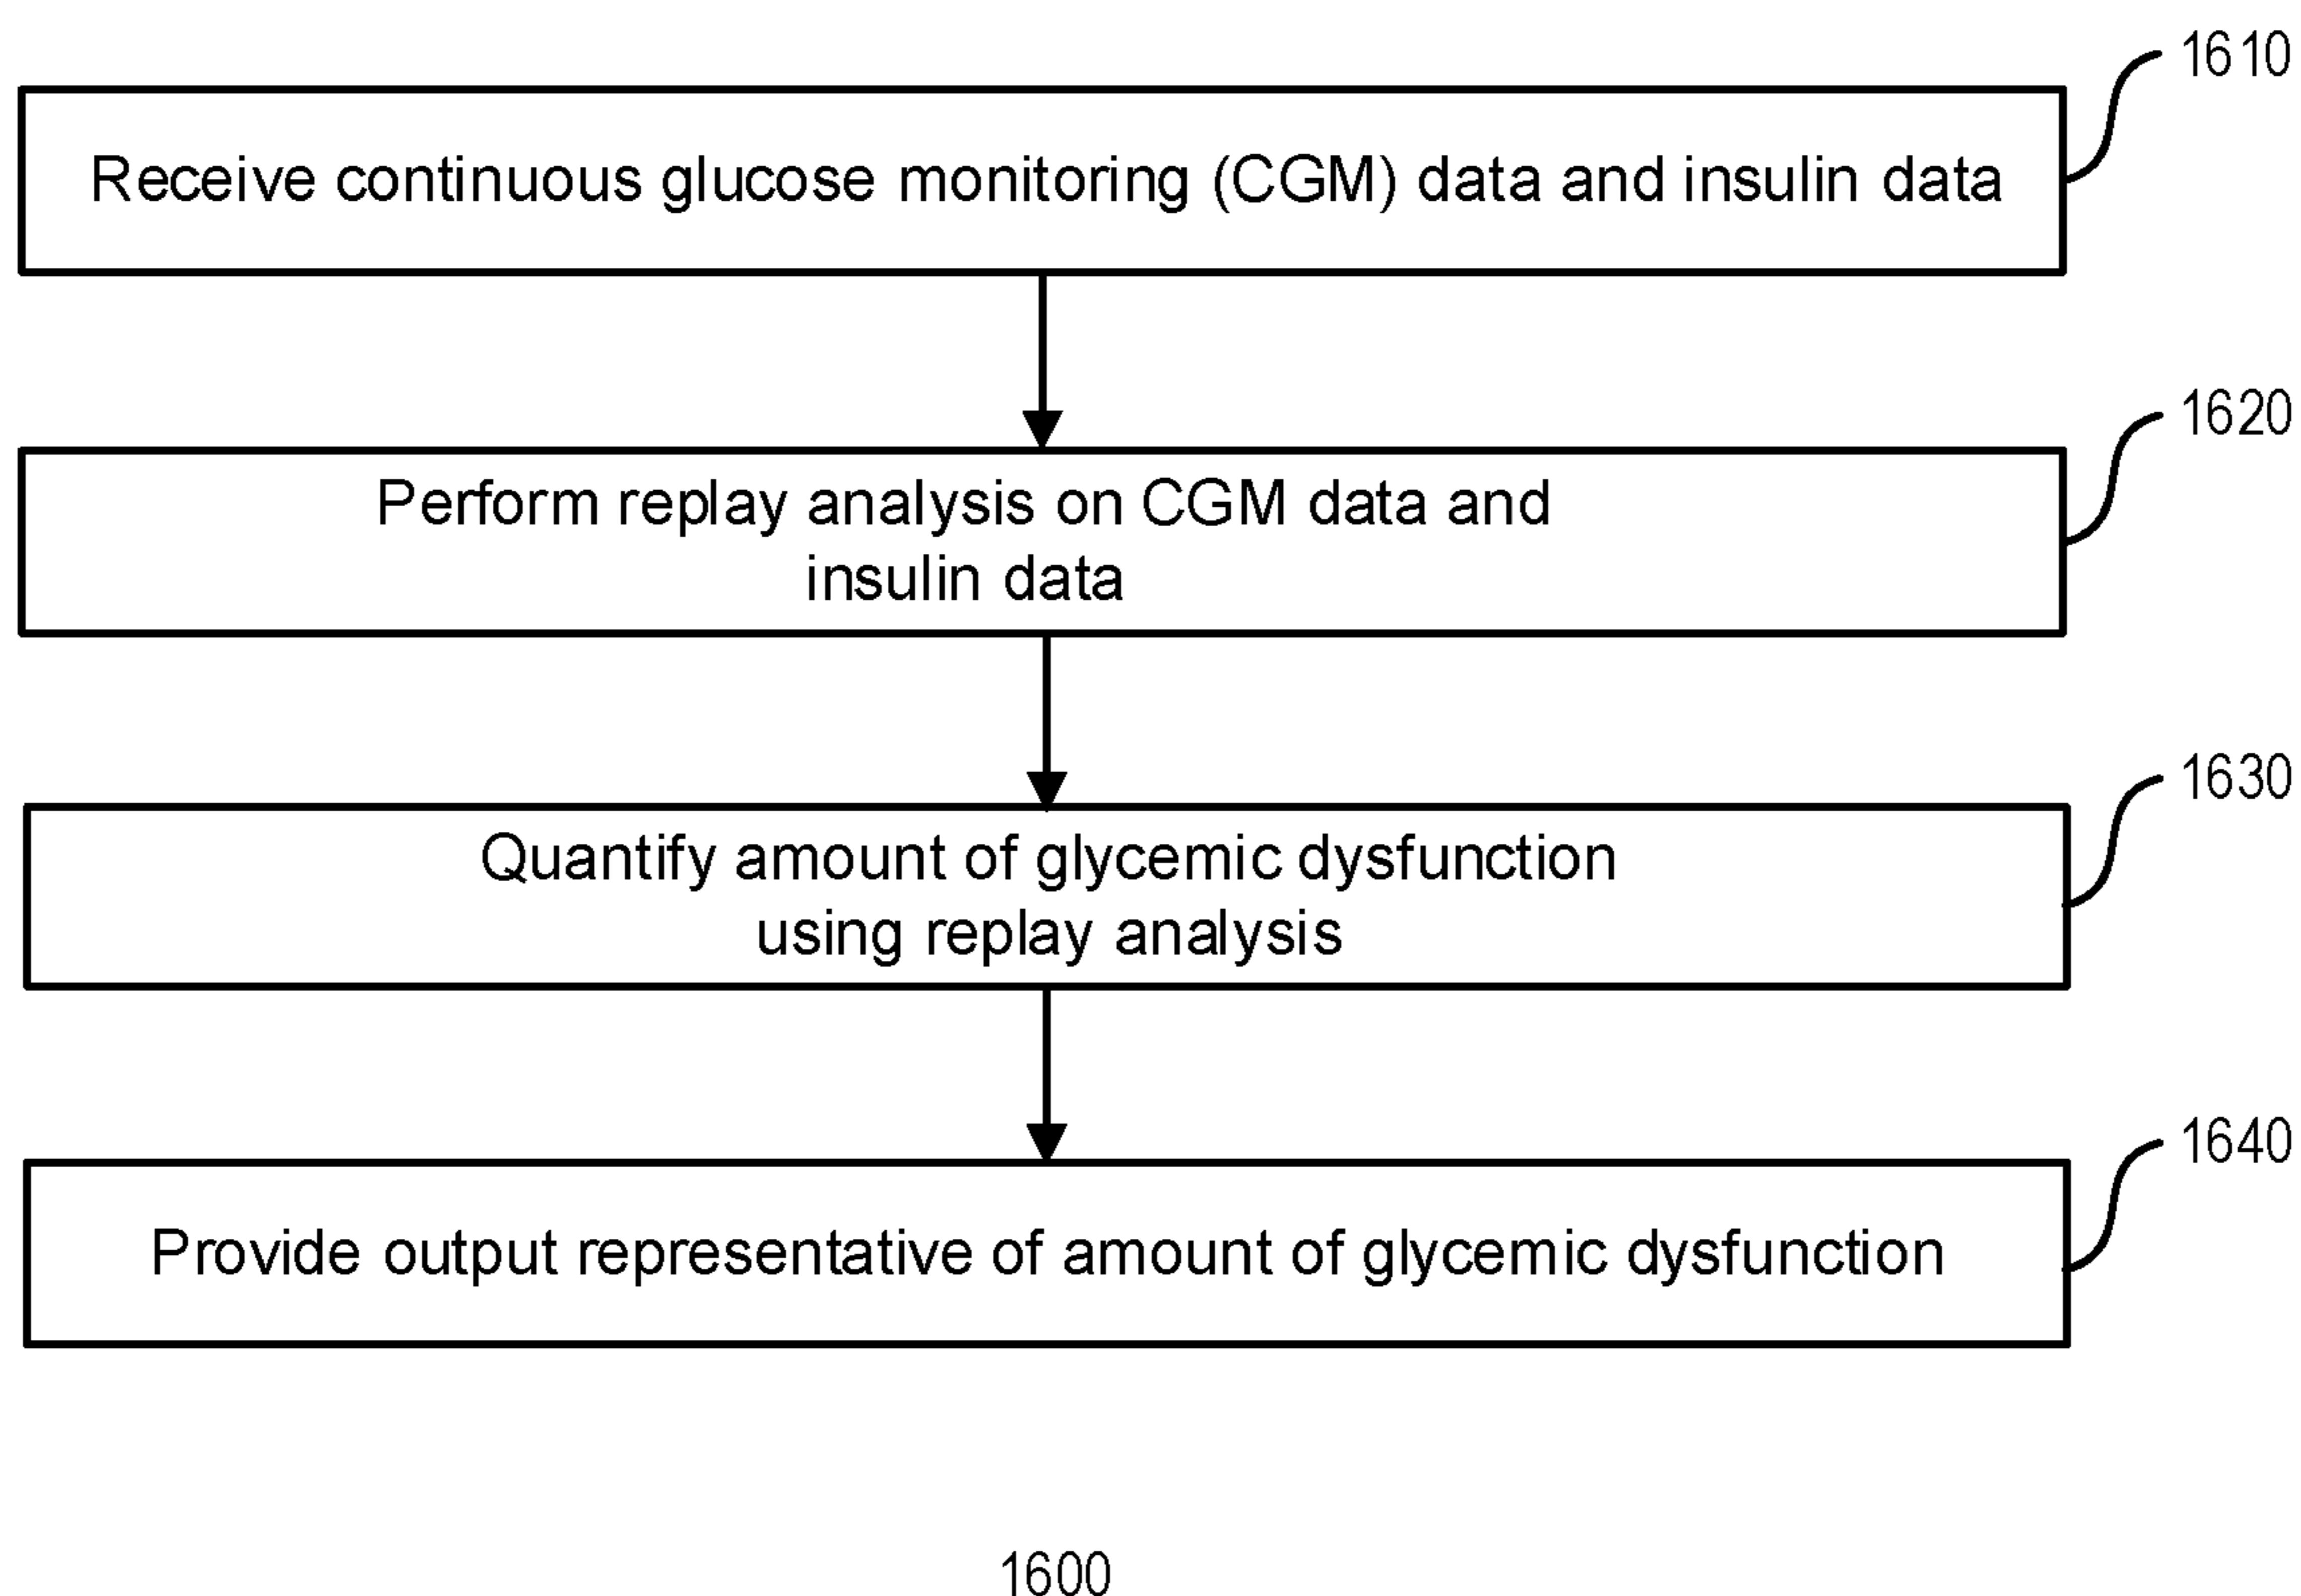 1610
Receive continuous glucose monitoring (CGM) data and insulin data
1620
Perform replay analysis on CGM data and
insulin data
1630
Quantify amount of glycemic dysfunction
using replay analysis
1640
Provide output representative of amount of glycemic dysfunction
1600